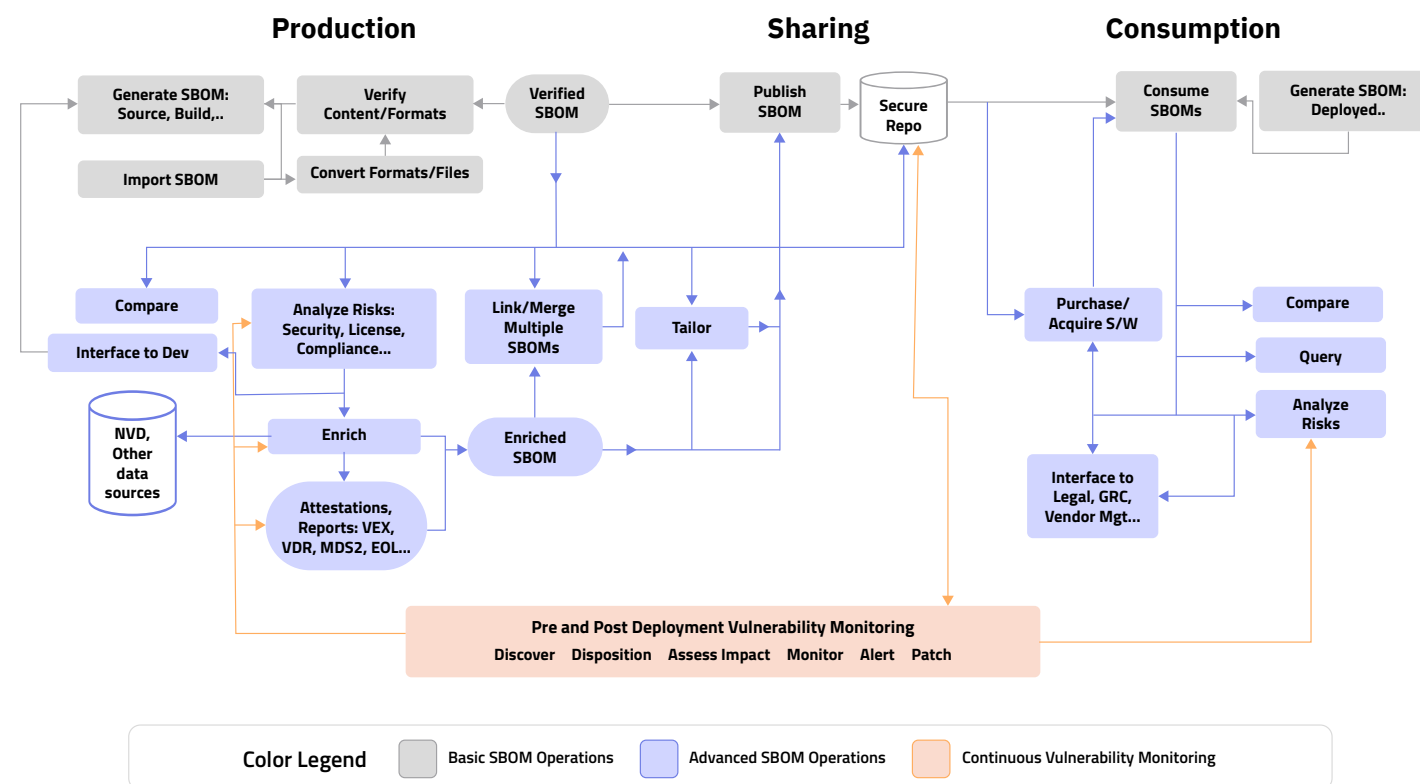 Production
Sharing
Consumption
Generate SBOM:
Source, Build,..
Verify
Content/Formats
Verified
SBOM
Publish
SBOM
Secure
Repo
Consume
SBOMs
Generate SBOM:
Deployed..
Import SBOM
Convert Formats/Files
Compare
Analyze Risks:
Security, License,
Compliance...
Link/Merge
Multiple
SBOMs
Tailor
Purchase/
Acquire S/W
Compare
Interface to Dev
Query
NVD,
Other
data
sources
Enrich
Enriched
SBOM
Analyze
Risks
Attestations,
Reports: VEX,
VDR, MDS2, EOL...
Interface to
Legal, GRC,
Vendor Mgt...
Pre and Post Deployment Vulnerability Monitoring
Discover Disposition Assess Impact Monitor Alert Patch
Color Legend
Basic SBOM Operations
Advanced SBOM Operations
Continuous Vulnerability Monitoring